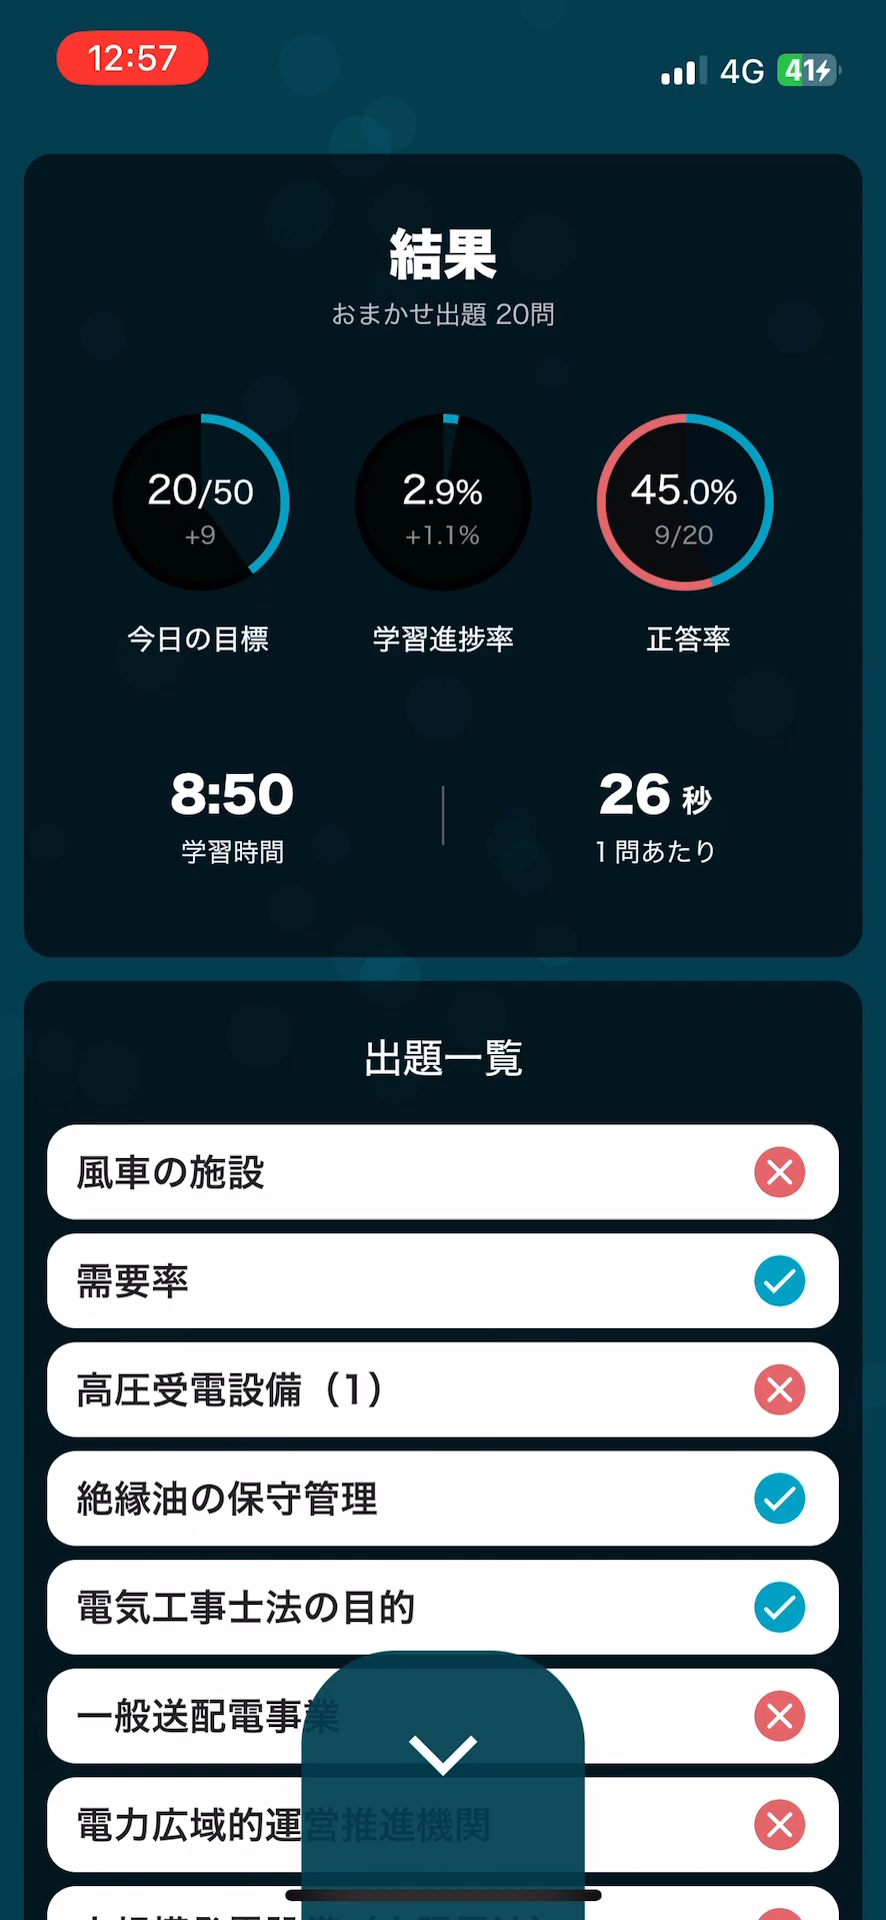 12:57
4G 41
結果
おまかせ出題 20問
20/50
+9
今日の目標
2.9%
+1.1%
学習進捗率
45.0%
9/20
正答率
8:50
学習時間
26 秒
1 問あたり
出題一覧
風車の施設
需要率
高圧受電設備（1）
絶縁油の保守管理
電気工事士法の目的
一般送配電事業
電力広域的運営推進機関